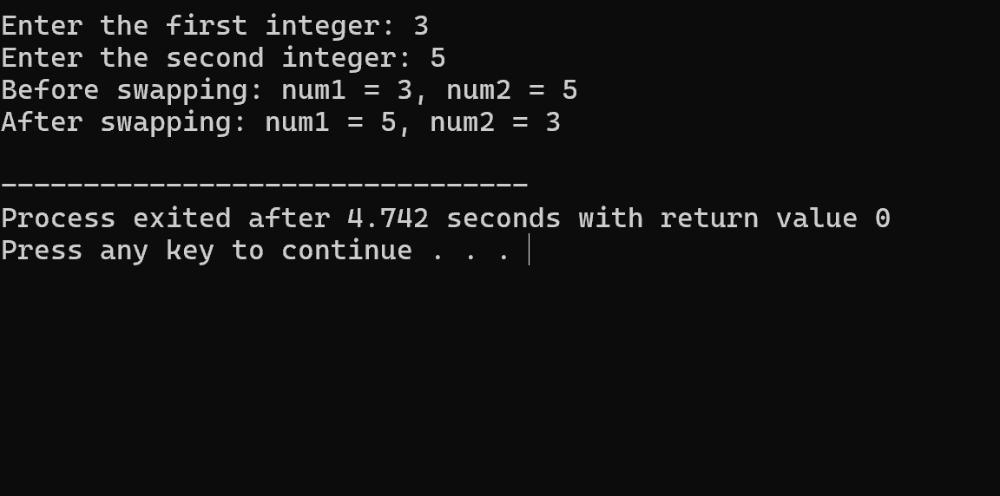 Enter the first integer: 3
Enter the second integer: 5
Before swapping: num1 = 3, num2 = 5
After swapping: num1 = 5, num2 = 3
--------------------------------
Process exited after 4.742 seconds with return value 0
Press any key to continue . . .